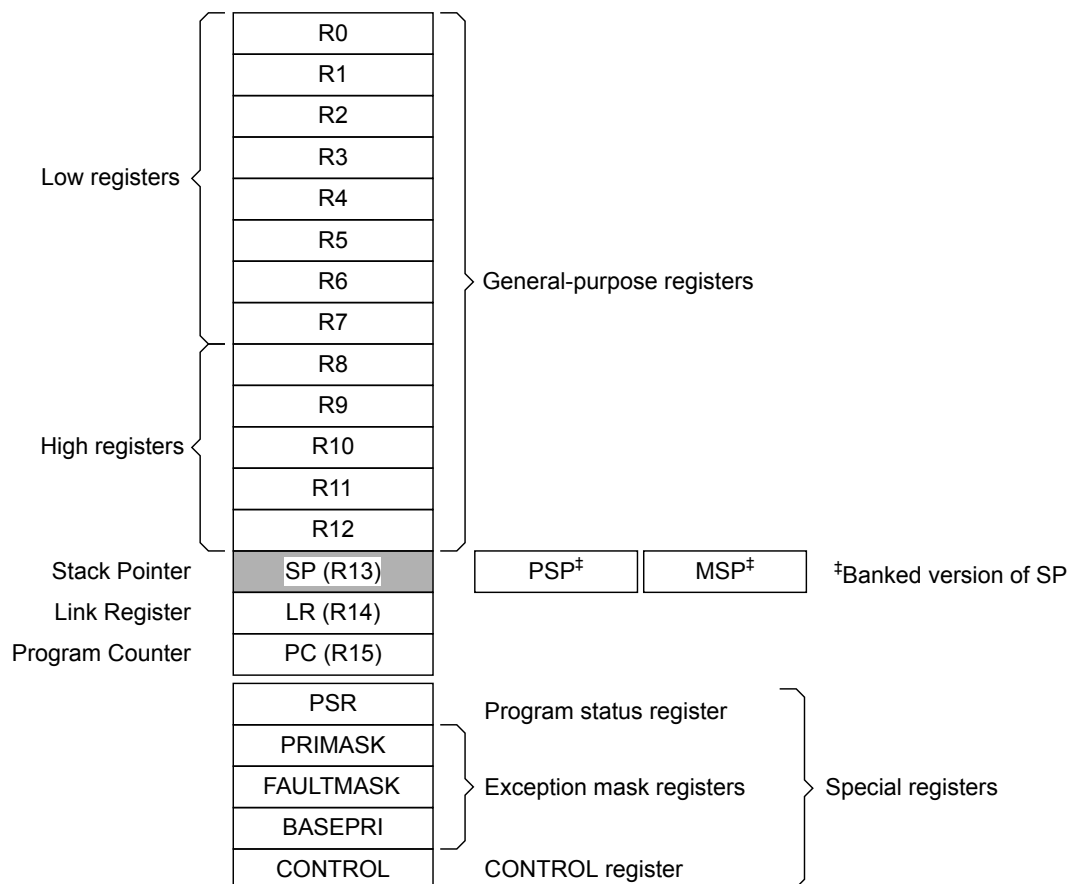 R0
R1
R2
R3
Low registers
R4
R5
R6
General-purpose registers
R7
R8
R9
High registers
R10
R11
R12
Stack Pointer SP (R13) PSP‡ MSP‡ ‡Banked version of SP
Link Register LR (R14)
Program Counter PC (R15)
PSR Program status register
PRIMASK
FAULTMASK Exception mask registers Special registers
BASEPRI
CONTROL CONTROL register